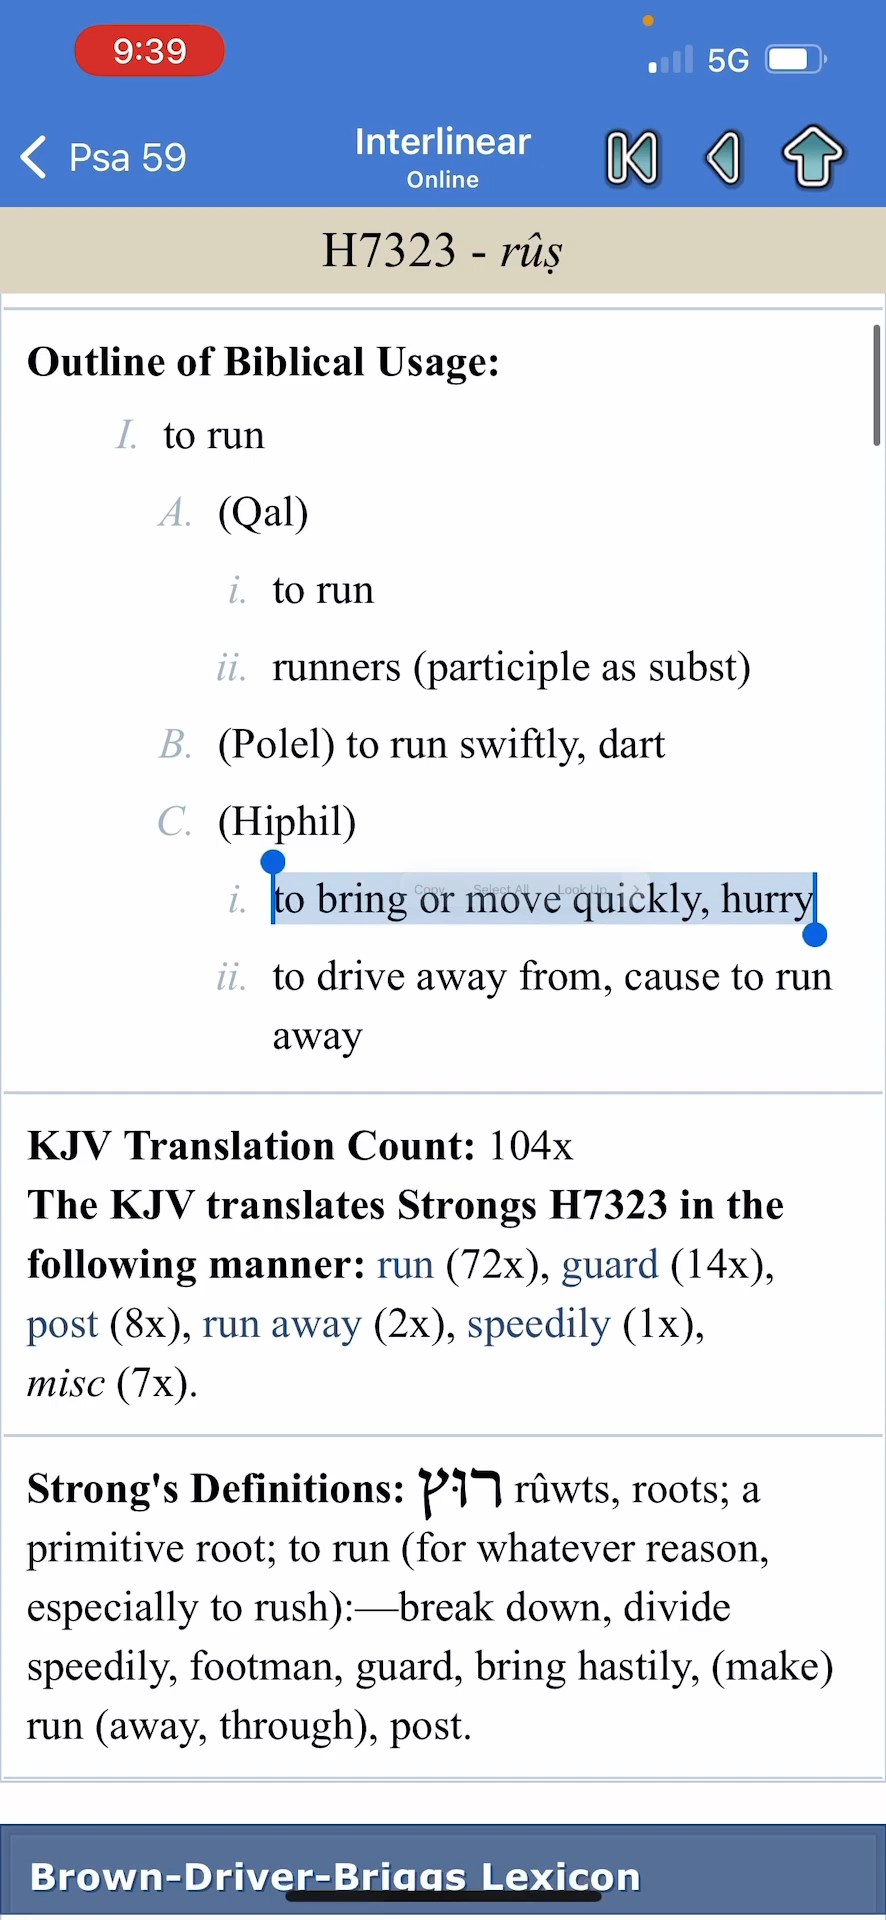 9:39
5G
Psa 59
Interlinear
Online
H7323 - rûṣ
Outline of Biblical Usage:
I. to run
A. (Qal)
i. to run
ii. runners (participle as subst)
B. (Polel) to run swiftly, dart
C. (Hiphil)
Copy Select All Look Up
i. to bring or move quickly, hurry
ii. to drive away from, cause to run
away
KJV Translation Count: 104x
The KJV translates Strongs H7323 in the
following manner: run (72x), guard (14x),
post (8x), run away (2x), speedily (1x),
misc (7x).
Strong's Definitions: רוּץ rûwts, roots; a
primitive root; to run (for whatever reason,
especially to rush):—break down, divide
speedily, footman, guard, bring hastily, (make)
run (away, through), post.
Brown-Driver-Briggs Lexicon